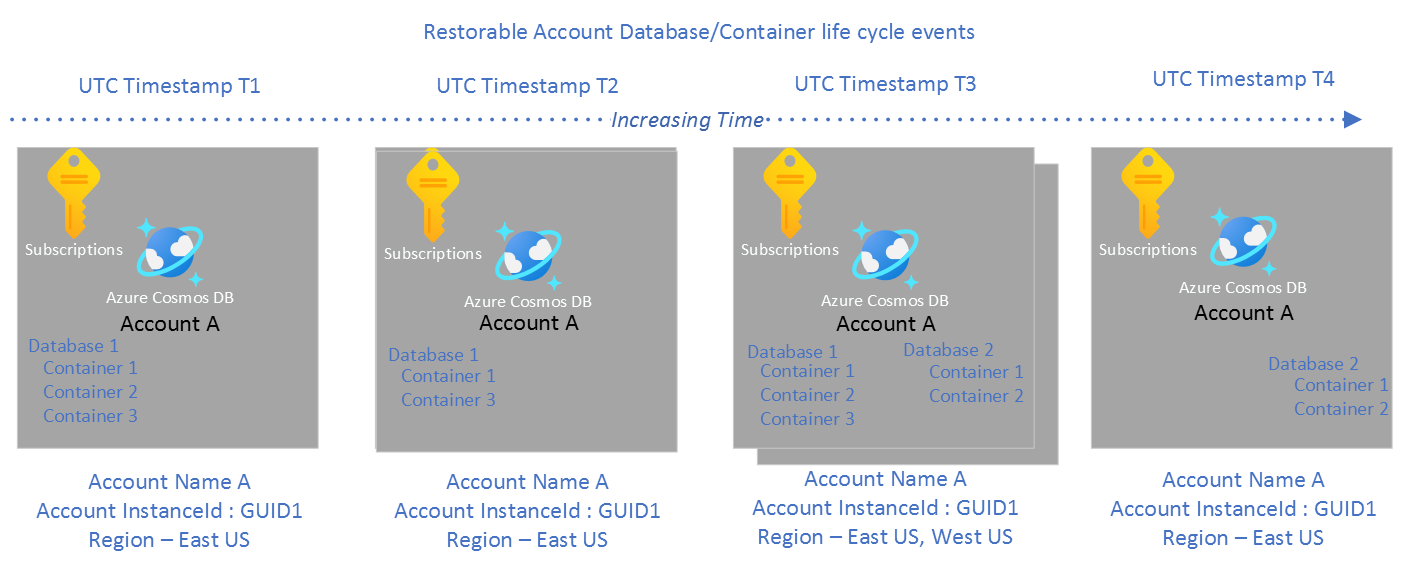 Restorable Account Database/Container life cycle events
UTC Timestamp T1
UTC Timestamp T2
UTC Timestamp T3
UTC Timestamp T4
Increasing Time
Subscriptions
Azure Cosmos DB
Account A
Database 1
Container 1
Container 2
Container 3
Account Name A
Account InstanceId : GUID1
Region – East US
Subscriptions
Azure Cosmos DB
Account A
Database 1
Container 1
Container 3
Account Name A
Account InstanceId : GUID1
Region – East US
Subscriptions
Azure Cosmos DB
Account A
Database 1
Container 1
Container 2
Container 3
Database 2
Container 1
Container 2
Account Name A
Account InstanceId : GUID1
Region – East US, West US
Subscriptions
Azure Cosmos DB
Account A
Database 2
Container 1
Container 2
Account Name A
Account InstanceId : GUID1
Region – East US